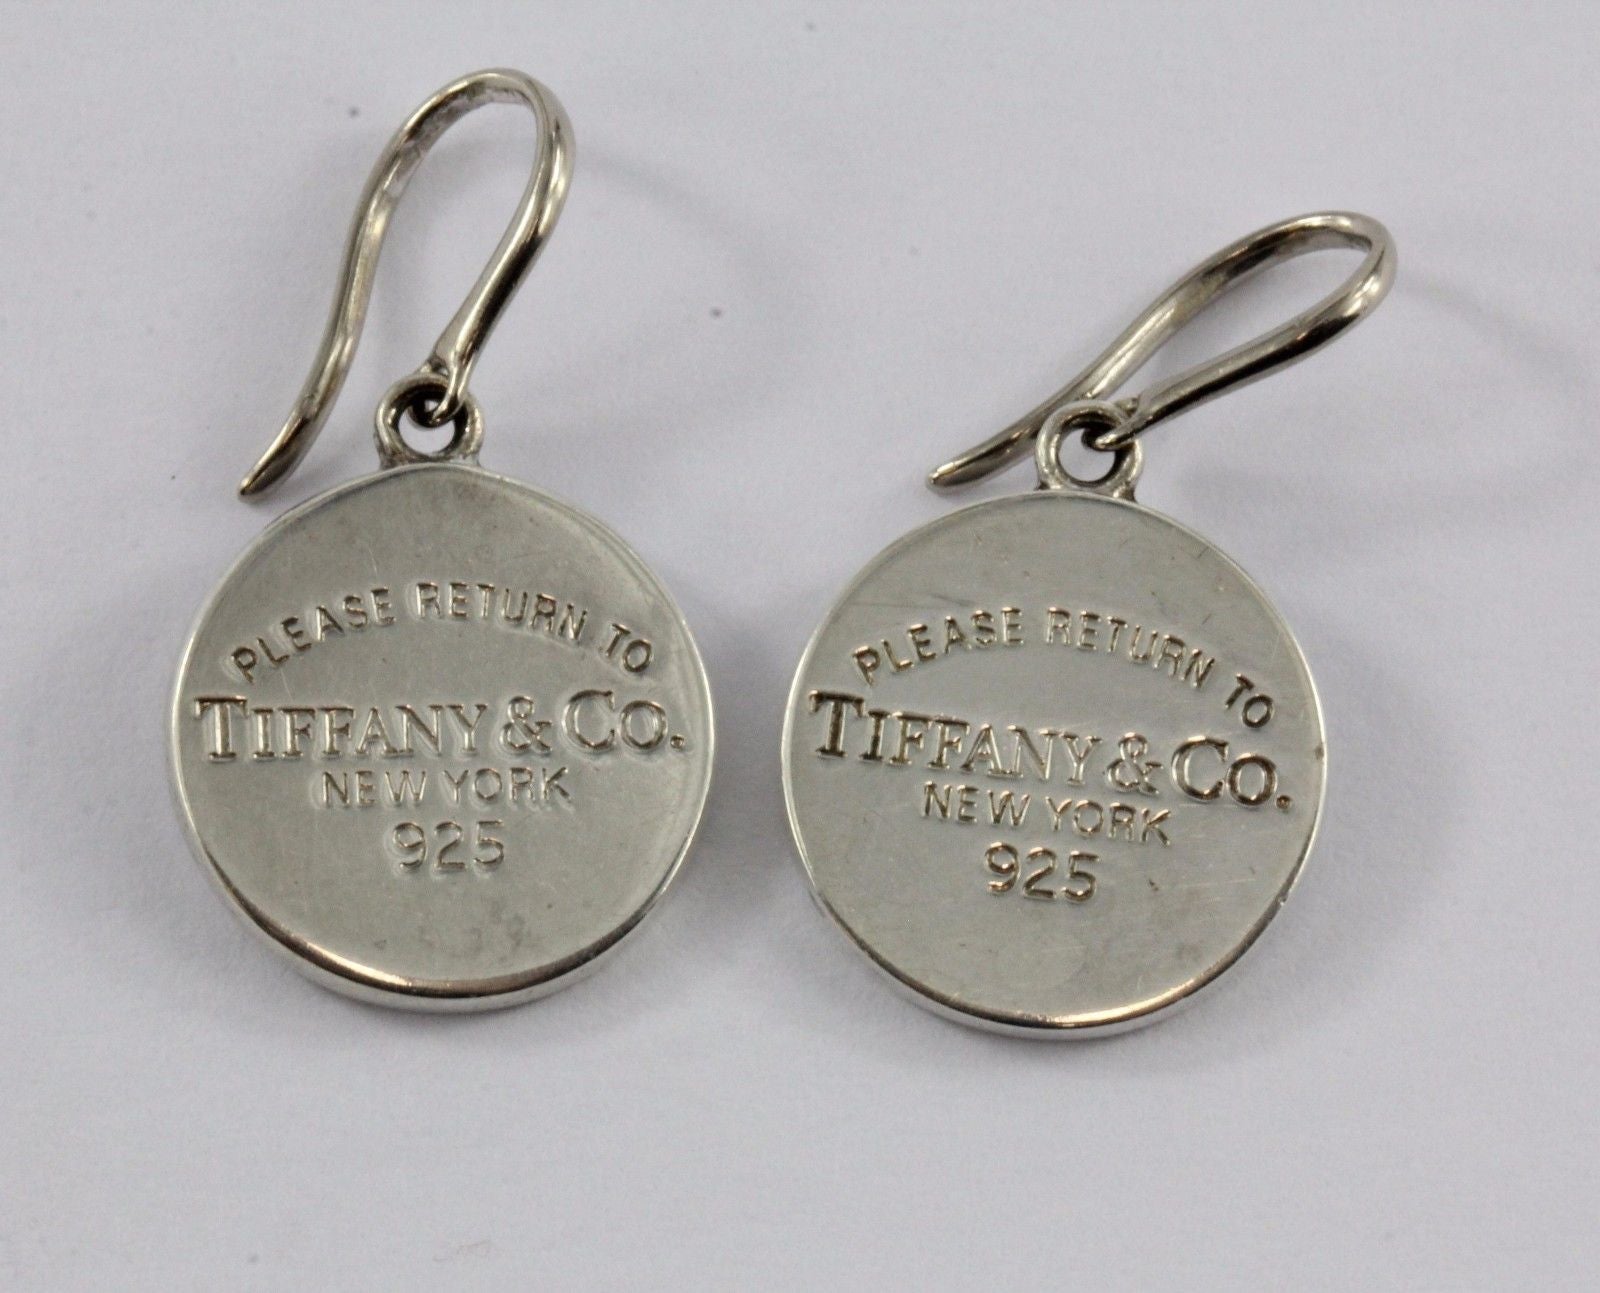 PLEASE RETURN TO
TIFFANY & CO.
NEW YORK
925
PLEASE RETURN TO
TIFFANY & CO.
NEW YORK
925